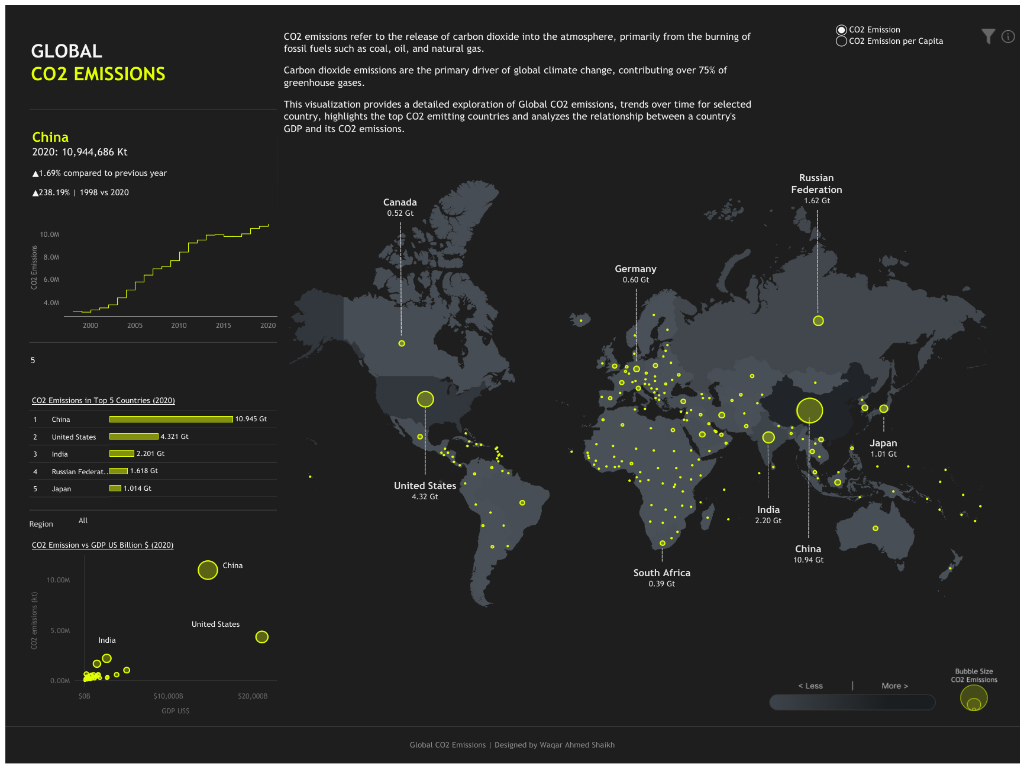 GLOBAL
CO2 EMISSIONS
CO2 emissions refer to the release of carbon dioxide into the atmosphere, primarily from the burning of
fossil fuels such as coal, oil, and natural gas.
Carbon dioxide emissions are the primary driver of global climate change, contributing over 75% of
greenhouse gases.
This visualization provides a detailed exploration of Global CO2 emissions, trends over time for selected
country, highlights the top CO2 emitting countries and analyzes the relationship between a country's
GDP and its CO2 emissions.
CO2 Emission
CO2 Emission per Capita
China
2020: 10,944,686 Kt
▲1.69% compared to previous year
▲238.19% | 1998 vs 2020
CO2 Emissions
10.0M
8.0M
6.0M
4.0M
2000 2005 2010 2015 2020
5
CO2 Emissions in Top 5 Countries (2020)
1 China 10.945 Gt
2 United States 4.321 Gt
3 India 2.201 Gt
4 Russian Federat.. 1.618 Gt
5 Japan 1.014 Gt
Region All
CO2 Emission vs GDP US Billion $ (2020)
CO2 emissions (kt)
10.00M
5.00M
0.00M
China
United States
India
$0B $10,000B $20,000B
GDP US$
Canada
0.52 Gt
Russian
Federation
1.62 Gt
Germany
0.60 Gt
United States
4.32 Gt
Japan
1.01 Gt
India
2.20 Gt
China
10.94 Gt
South Africa
0.39 Gt
< Less | More >
Bubble Size
CO2 Emissions
Global CO2 Emissions | Designed by Waqar Ahmed Shaikh